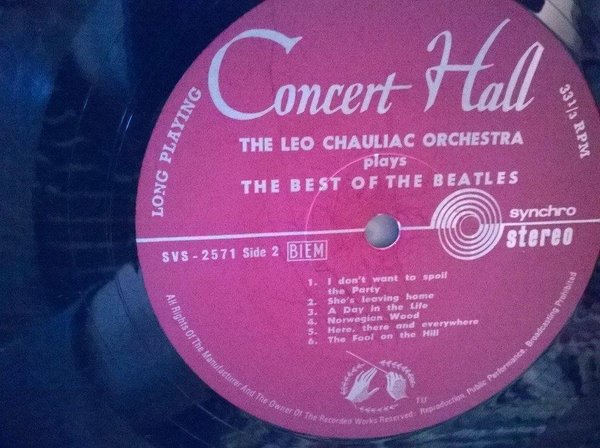 Concert Hall
LONG PLAYING
33 1/3 RPM
THE LEO CHAULIAC ORCHESTRA
plays
THE BEST OF THE BEATLES
synchro
stereo
SVS-2571 Side 2 BIEM
1. I don't want to spoil
the Party
2. She's leaving home
3. A Day in the Life
4. Norwegian Wood
5. Here, there and everywhere
6. The Fool on the Hill
TU
All Rights Of The Manufacturer And The Owner Of The Recorded Works Reserved. Reproduction Public Performance, Broadcasting Prohibited